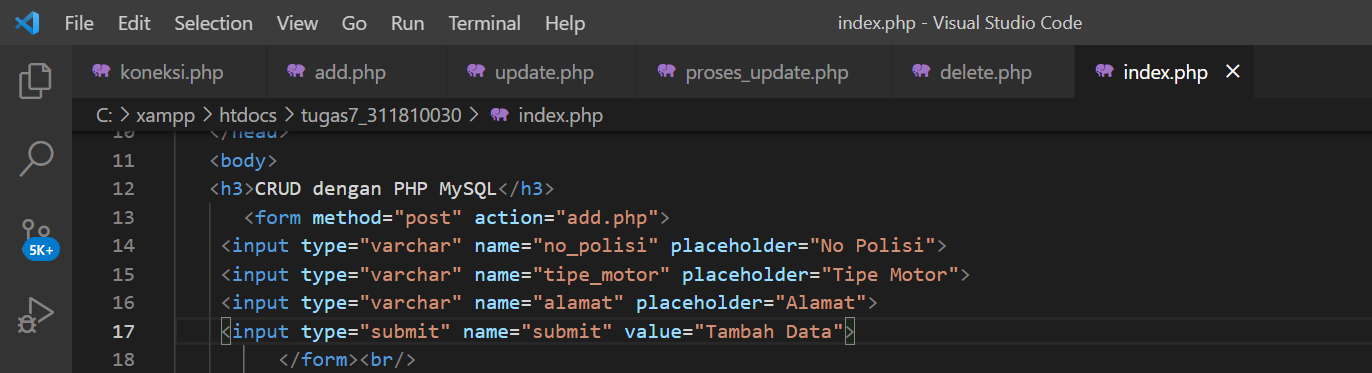 File Edit Selection View Go Run Terminal Help index.php - Visual Studio Code
koneksi.php add.php update.php proses_update.php delete.php index.php
C: > xampp > htdocs > tugas7_311810030 > index.php
10 </head>
11 <body>
12 <h3>CRUD dengan PHP MySQL</h3>
13 <form method="post" action="add.php">
14 <input type="varchar" name="no_polisi" placeholder="No Polisi">
15 <input type="varchar" name="tipe_motor" placeholder="Tipe Motor">
16 <input type="varchar" name="alamat" placeholder="Alamat">
5K+
17 <input type="submit" name="submit" value="Tambah Data">
18 </form><br/>